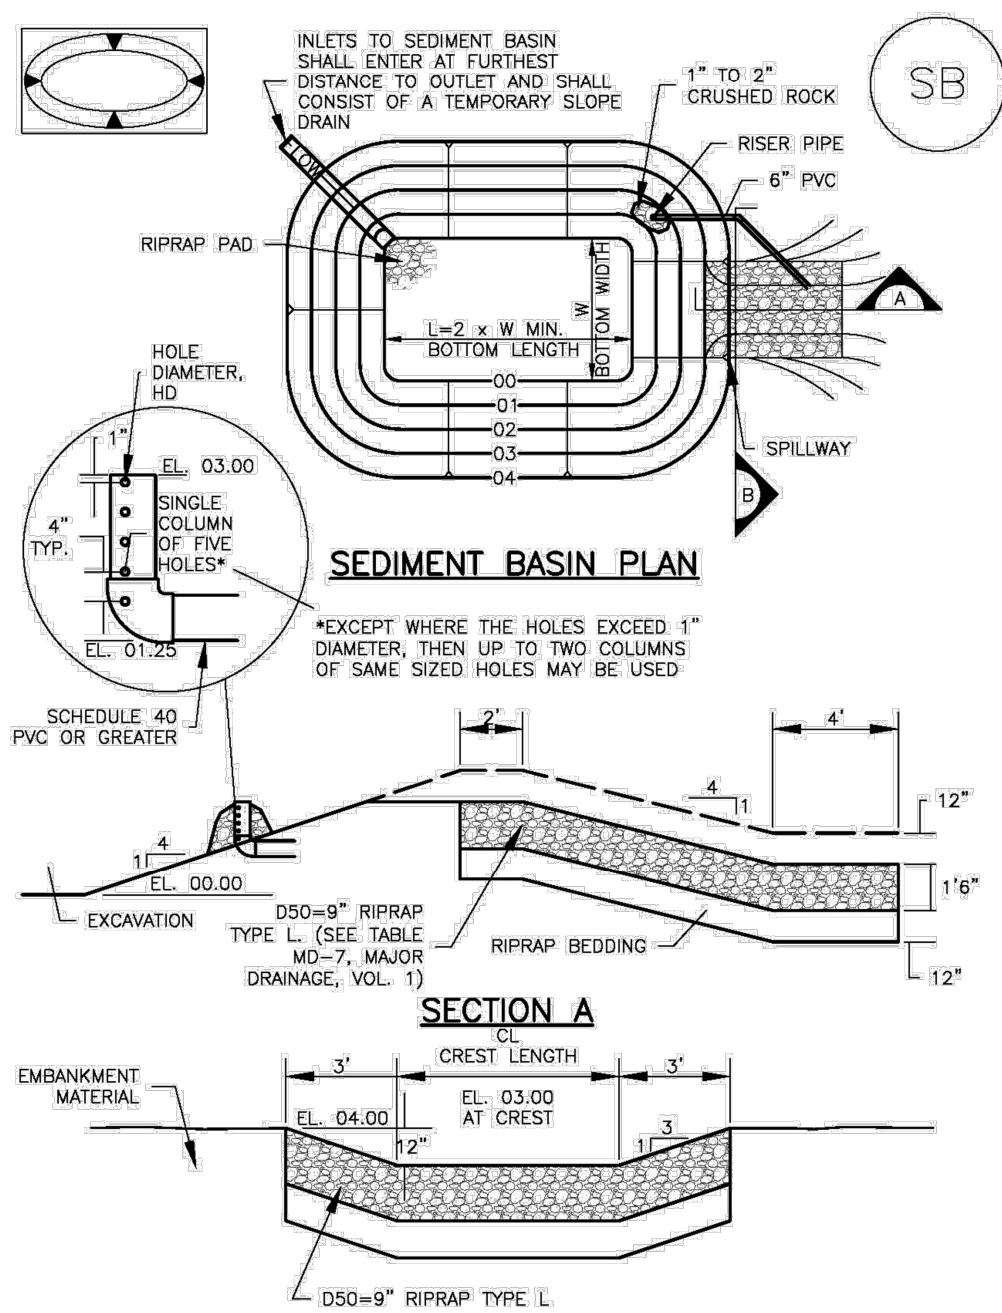 INLETS TO SEDIMENT BASIN
SHALL ENTER AT FURTHEST
DISTANCE TO OUTLET AND SHALL
CONSIST OF A TEMPORARY SLOPE
DRAIN
1" TO 2"
CRUSHED ROCK
SB
RISER PIPE
6" PVC
FLOW
RIPRAP PAD
W
BOTTOM WIDTH
L=2 x W MIN.
BOTTOM LENGTH
A
00
01
02
03
04
SPILLWAY
B
HOLE
DIAMETER,
HD
1"
EL. 03.00
4"
TYP.
SINGLE
COLUMN
OF FIVE
HOLES*
EL. 01.25
SEDIMENT BASIN PLAN
*EXCEPT WHERE THE HOLES EXCEED 1"
DIAMETER, THEN UP TO TWO COLUMNS
OF SAME SIZED HOLES MAY BE USED
SCHEDULE 40
PVC OR GREATER
2'
4'
4
1
12"
4
1
EL. 00.00
EXCAVATION
1'6"
D50=9" RIPRAP
TYPE L. (SEE TABLE
MD-7, MAJOR
DRAINAGE, VOL. 1)
RIPRAP BEDDING
12"
SECTION A
CL
CREST LENGTH
3'
3'
EMBANKMENT
MATERIAL
EL. 04.00
EL. 03.00
AT CREST
12"
3
1
D50=9" RIPRAP TYPE L